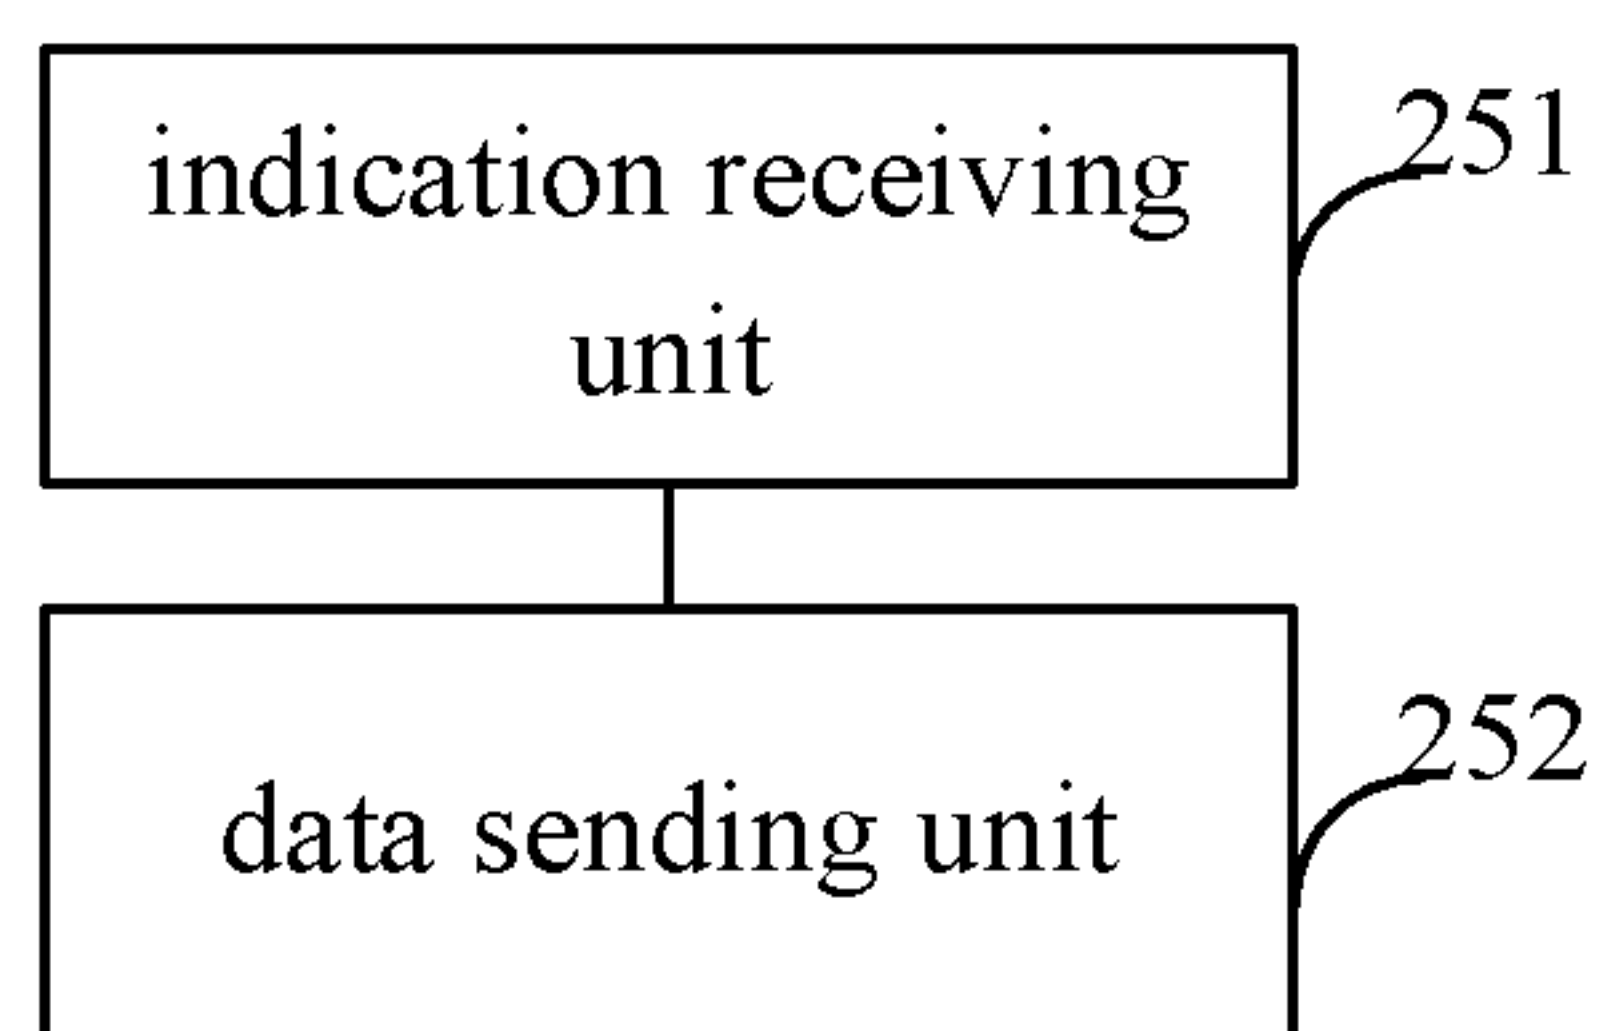 indication receiving
unit
251
data sending unit
252